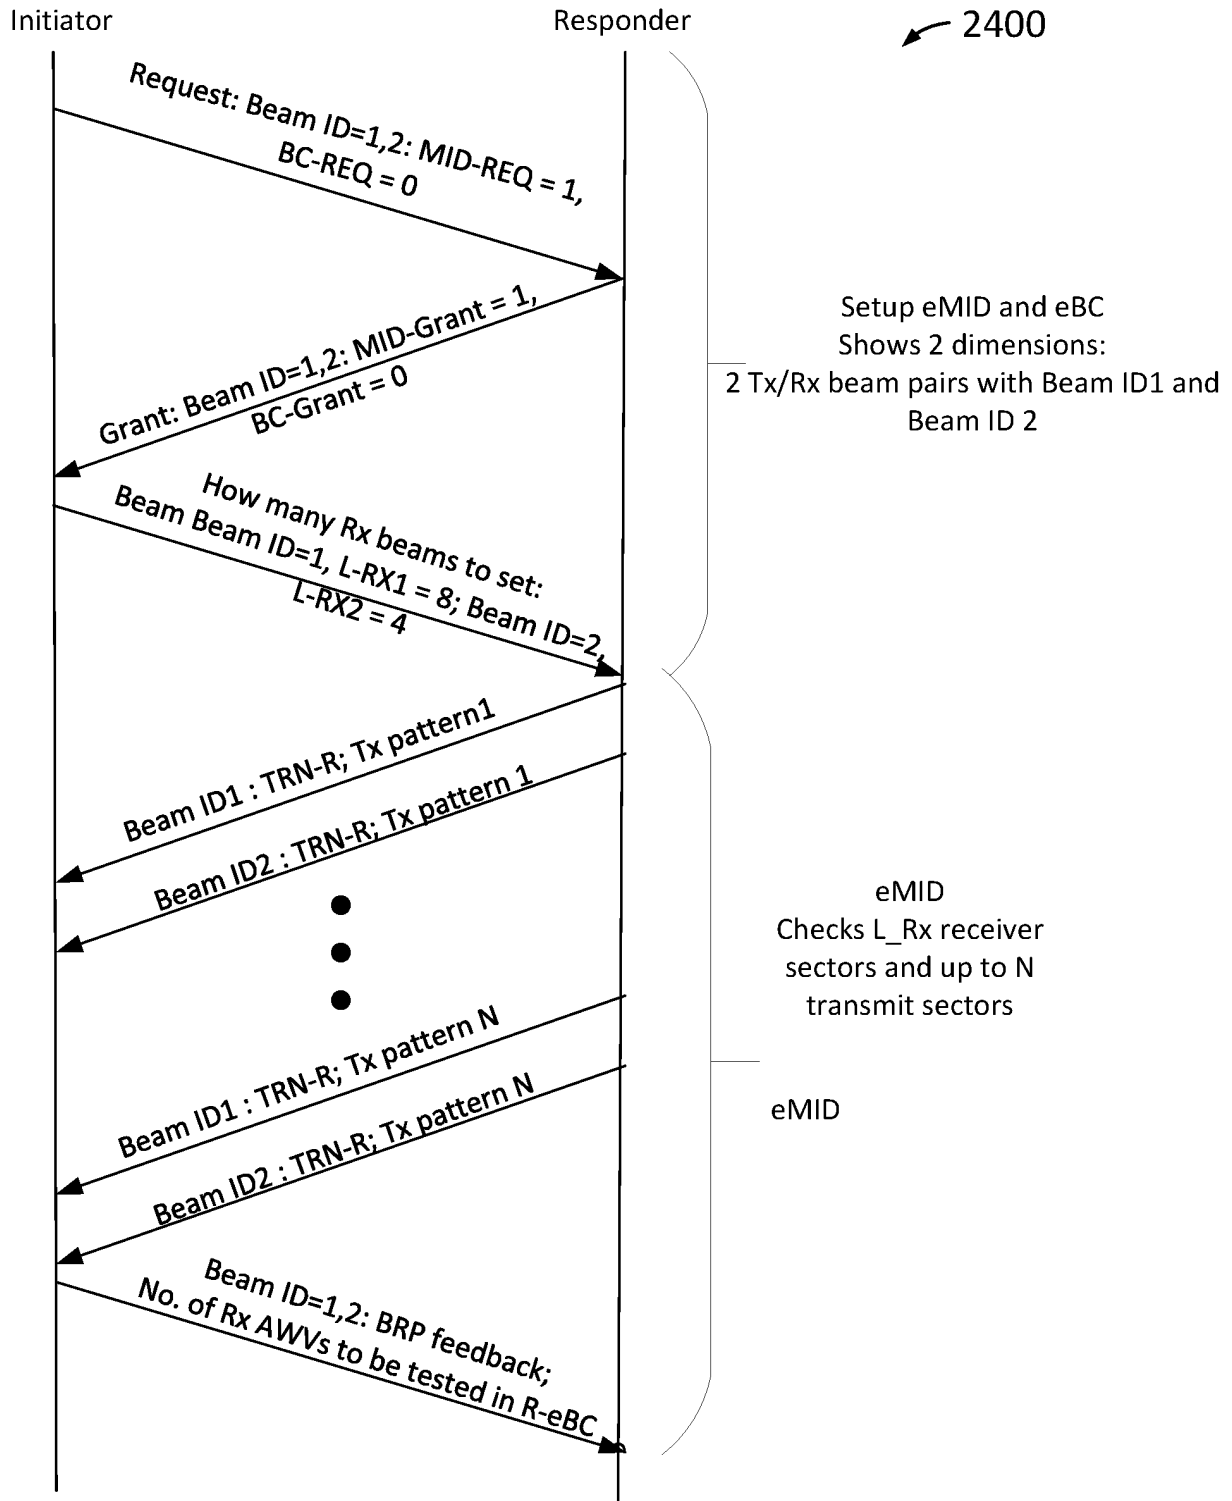 Initiator
Responder
2400
Request: Beam ID=1,2: MID-REQ = 1,
BC-REQ = 0
Grant: Beam ID=1,2: MID-Grant = 1,
BC-Grant = 0
Setup eMID and eBC
Shows 2 dimensions:
2 Tx/Rx beam pairs with Beam ID1 and
Beam ID 2
How many Rx beams to set:
Beam Beam ID=1, L-RX1 = 8; Beam ID=2,
L-RX2 = 4
Beam ID1 : TRN-R; Tx pattern1
Beam ID2 : TRN-R; Tx pattern 1
eMID
Checks L_Rx receiver
sectors and up to N
transmit sectors
Beam ID1 : TRN-R; Tx pattern N
Beam ID2 : TRN-R; Tx pattern N
eMID
Beam ID=1,2: BRP feedback;
No. of Rx AWVs to be tested in R-eBC